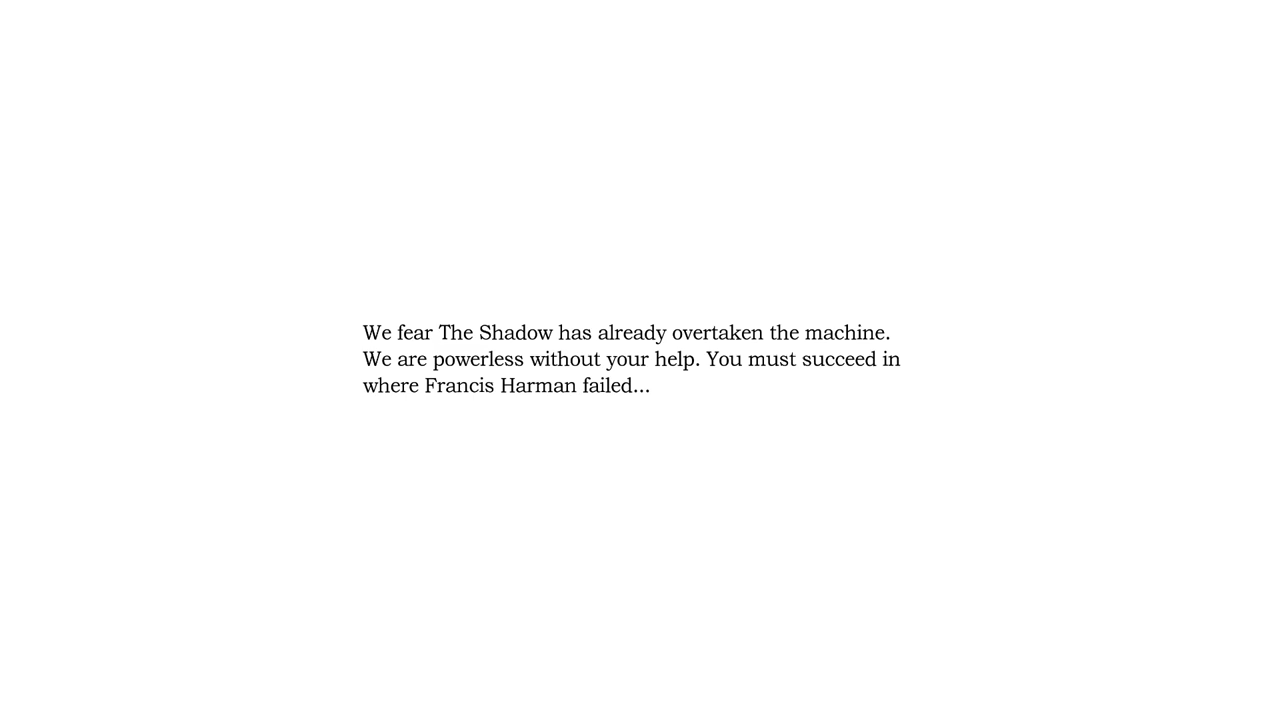 We fear The Shadow has already overtaken the machine.
We are powerless without your help. You must succeed in
where Francis Harman failed...